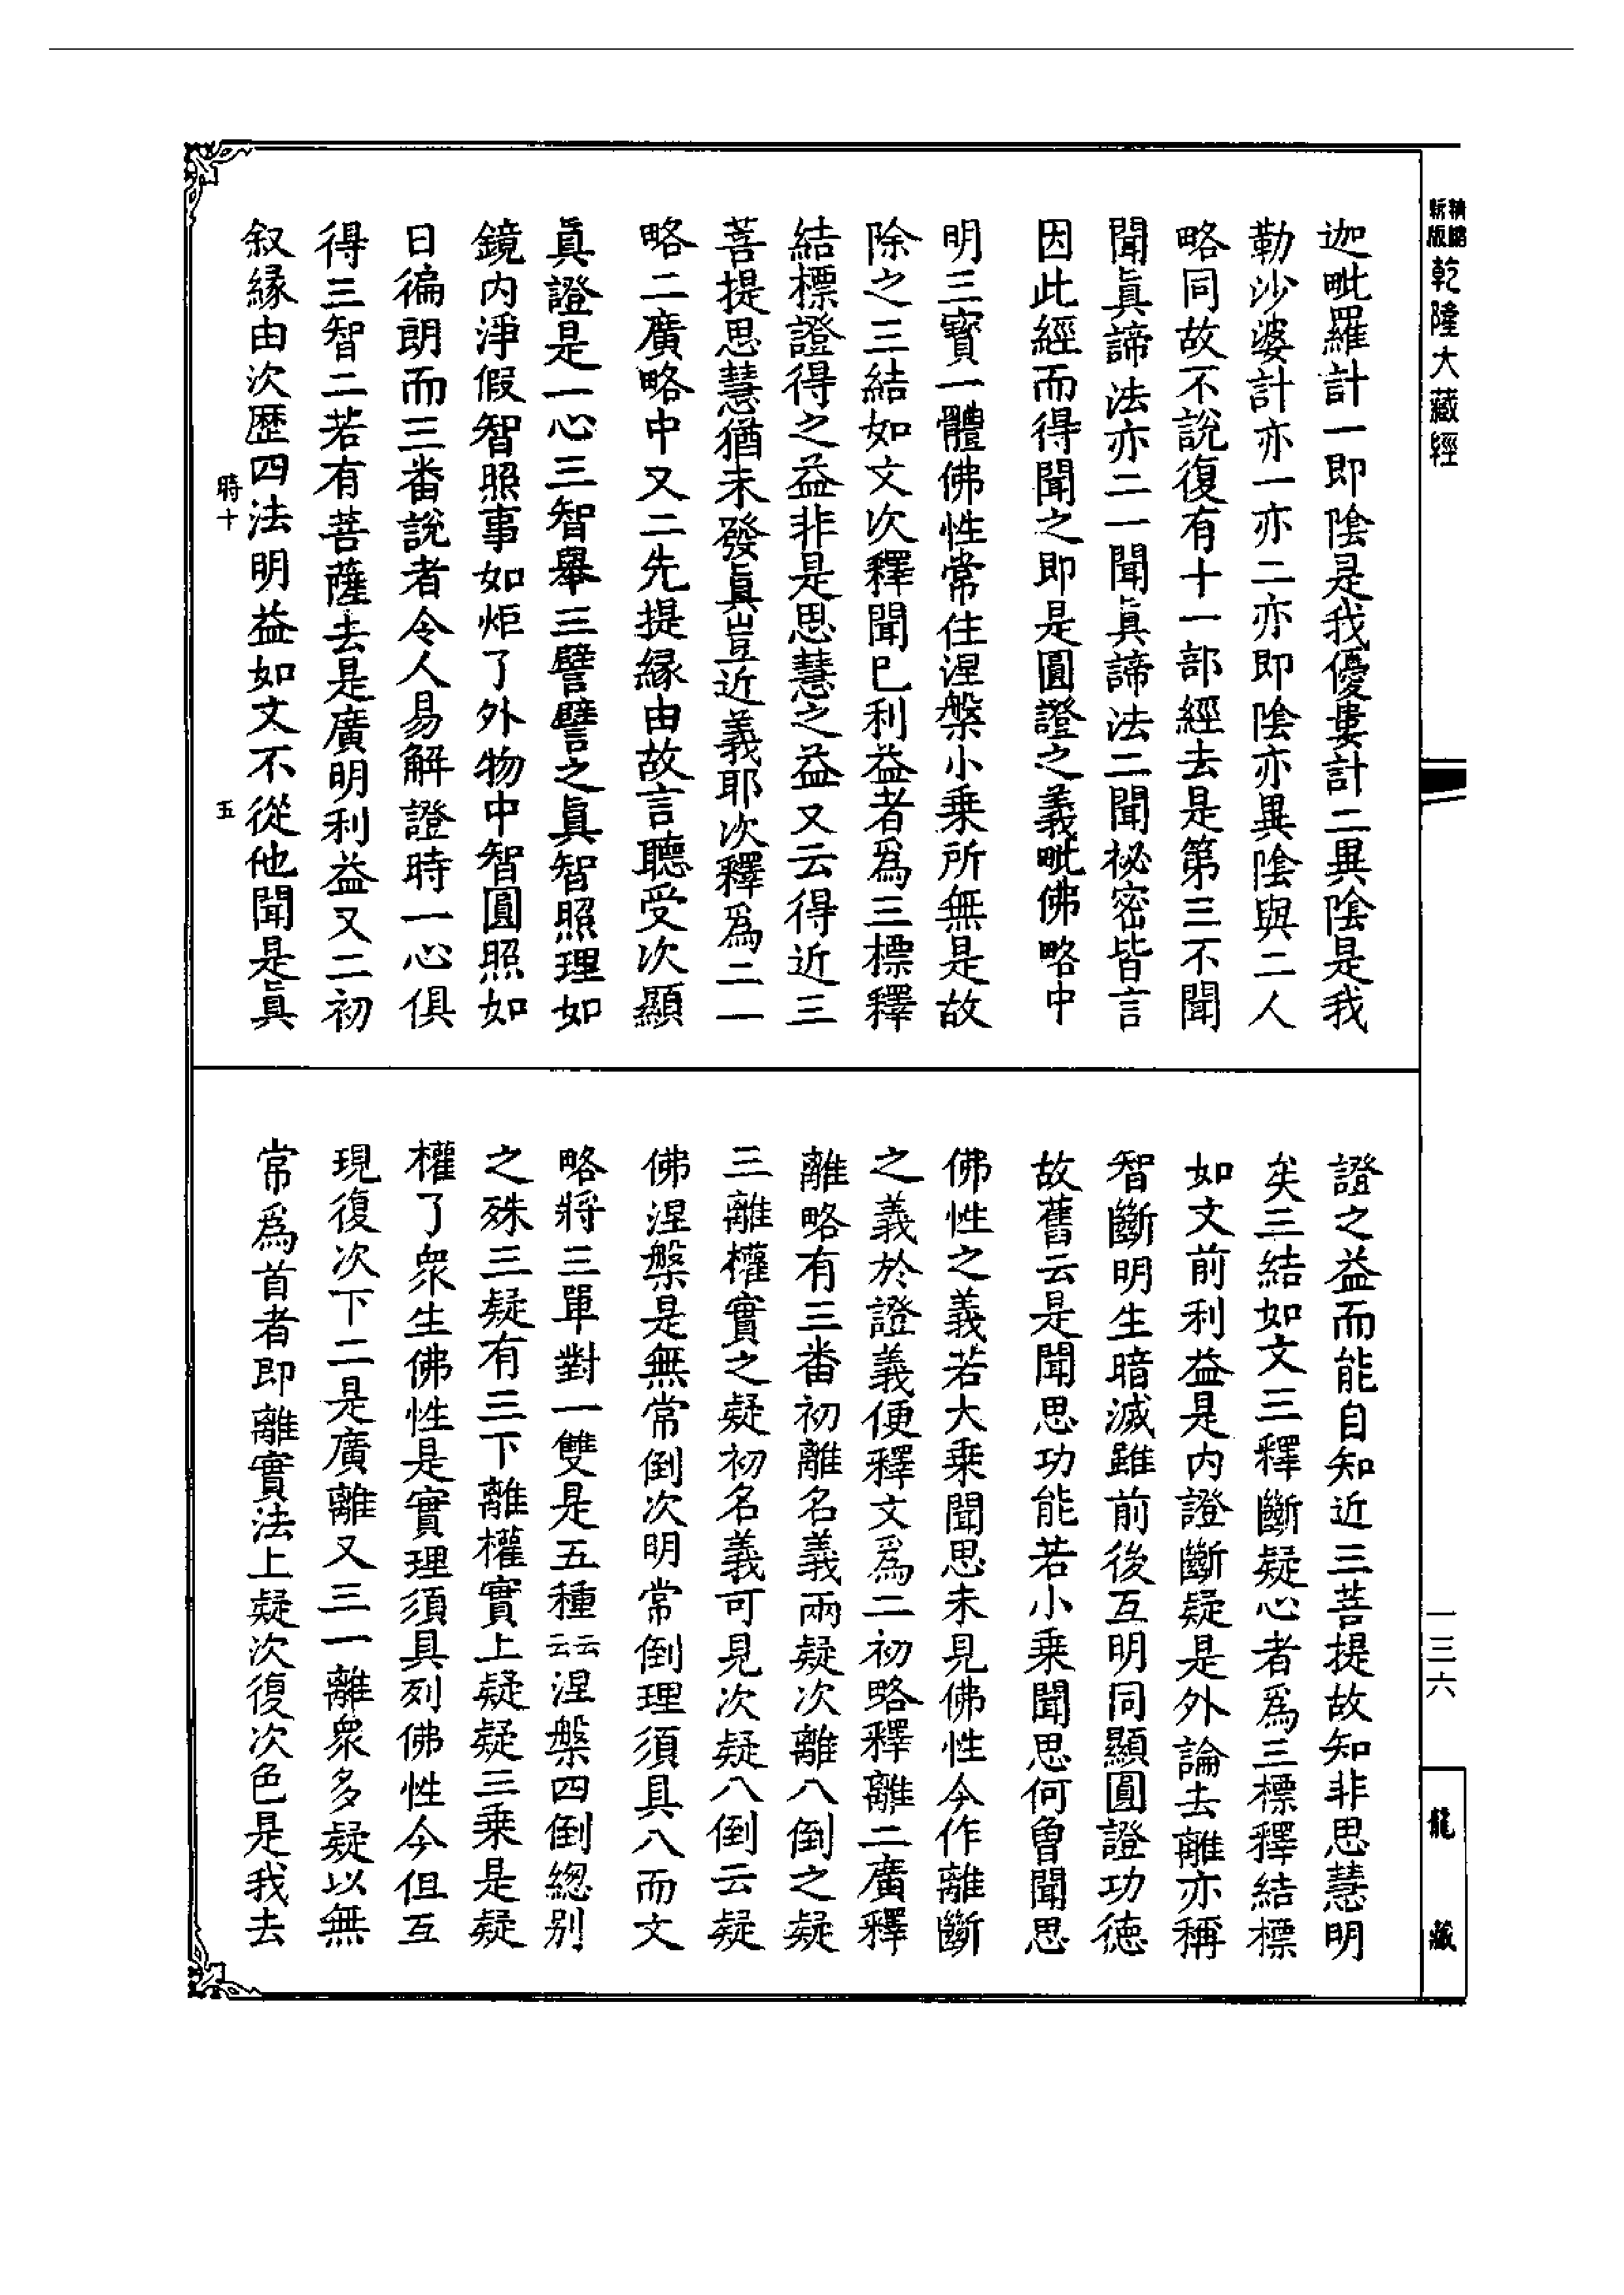 精縮新版乾隆大藏經
迦毗羅計一即陰是我優婁計二異陰是我
勒沙婆計亦一亦二亦即陰亦異陰與二人
略同故不說復有十一部經去是第三不聞
聞眞諦法亦二一聞眞諦法二聞祕密皆言
因此經而得聞之即是圓證之義毗佛略中
明三寶一體佛性常住涅槃小乗所無是故
除之三結如文次釋聞已利益者爲三標釋
結標證得之益非是思慧之益又云得近三
菩提思慧猶未發眞豈近義耶次釋爲二一
略二廣略中又二先提緣由故言聽受次顯
眞證是一心三智舉三譬譬之眞智照理如
鏡内淨假智照事如炬了外物中智圓照如
日徧朗而三番說者令人易解證時一心俱
得三智二若有菩薩去是廣明利益又二初
叙緣由次歷四法明益如文不從他聞是眞
時十　五
證之益而能自知近三菩提故知非思慧明
矣三結如文三釋斷疑心者爲三標釋結標
如文前利益是内證斷疑是外論去離亦稱
智斷明生暗滅雖前後互明同顯圓證功德
故舊云是聞思功能若小乗聞思何曾聞思
佛性之義若大乗聞思未見佛性今作離斷
之義於證義便釋文爲二初略釋離二廣釋
離略有三番初離名義兩疑次離八倒之疑
三離權實之疑初名義可見次疑八倒云疑
佛涅槃是無常倒次明常倒理須具八而文
略將三單對一雙是五種云云涅槃四倒總别
之殊三疑有三下離權實上疑疑三乗是疑
權了衆生佛性是實理須具列佛性今但互
現復次下二是廣離又三一離衆多疑以無
常爲首者即離實法上疑次復次色是我去
一三六
龍藏